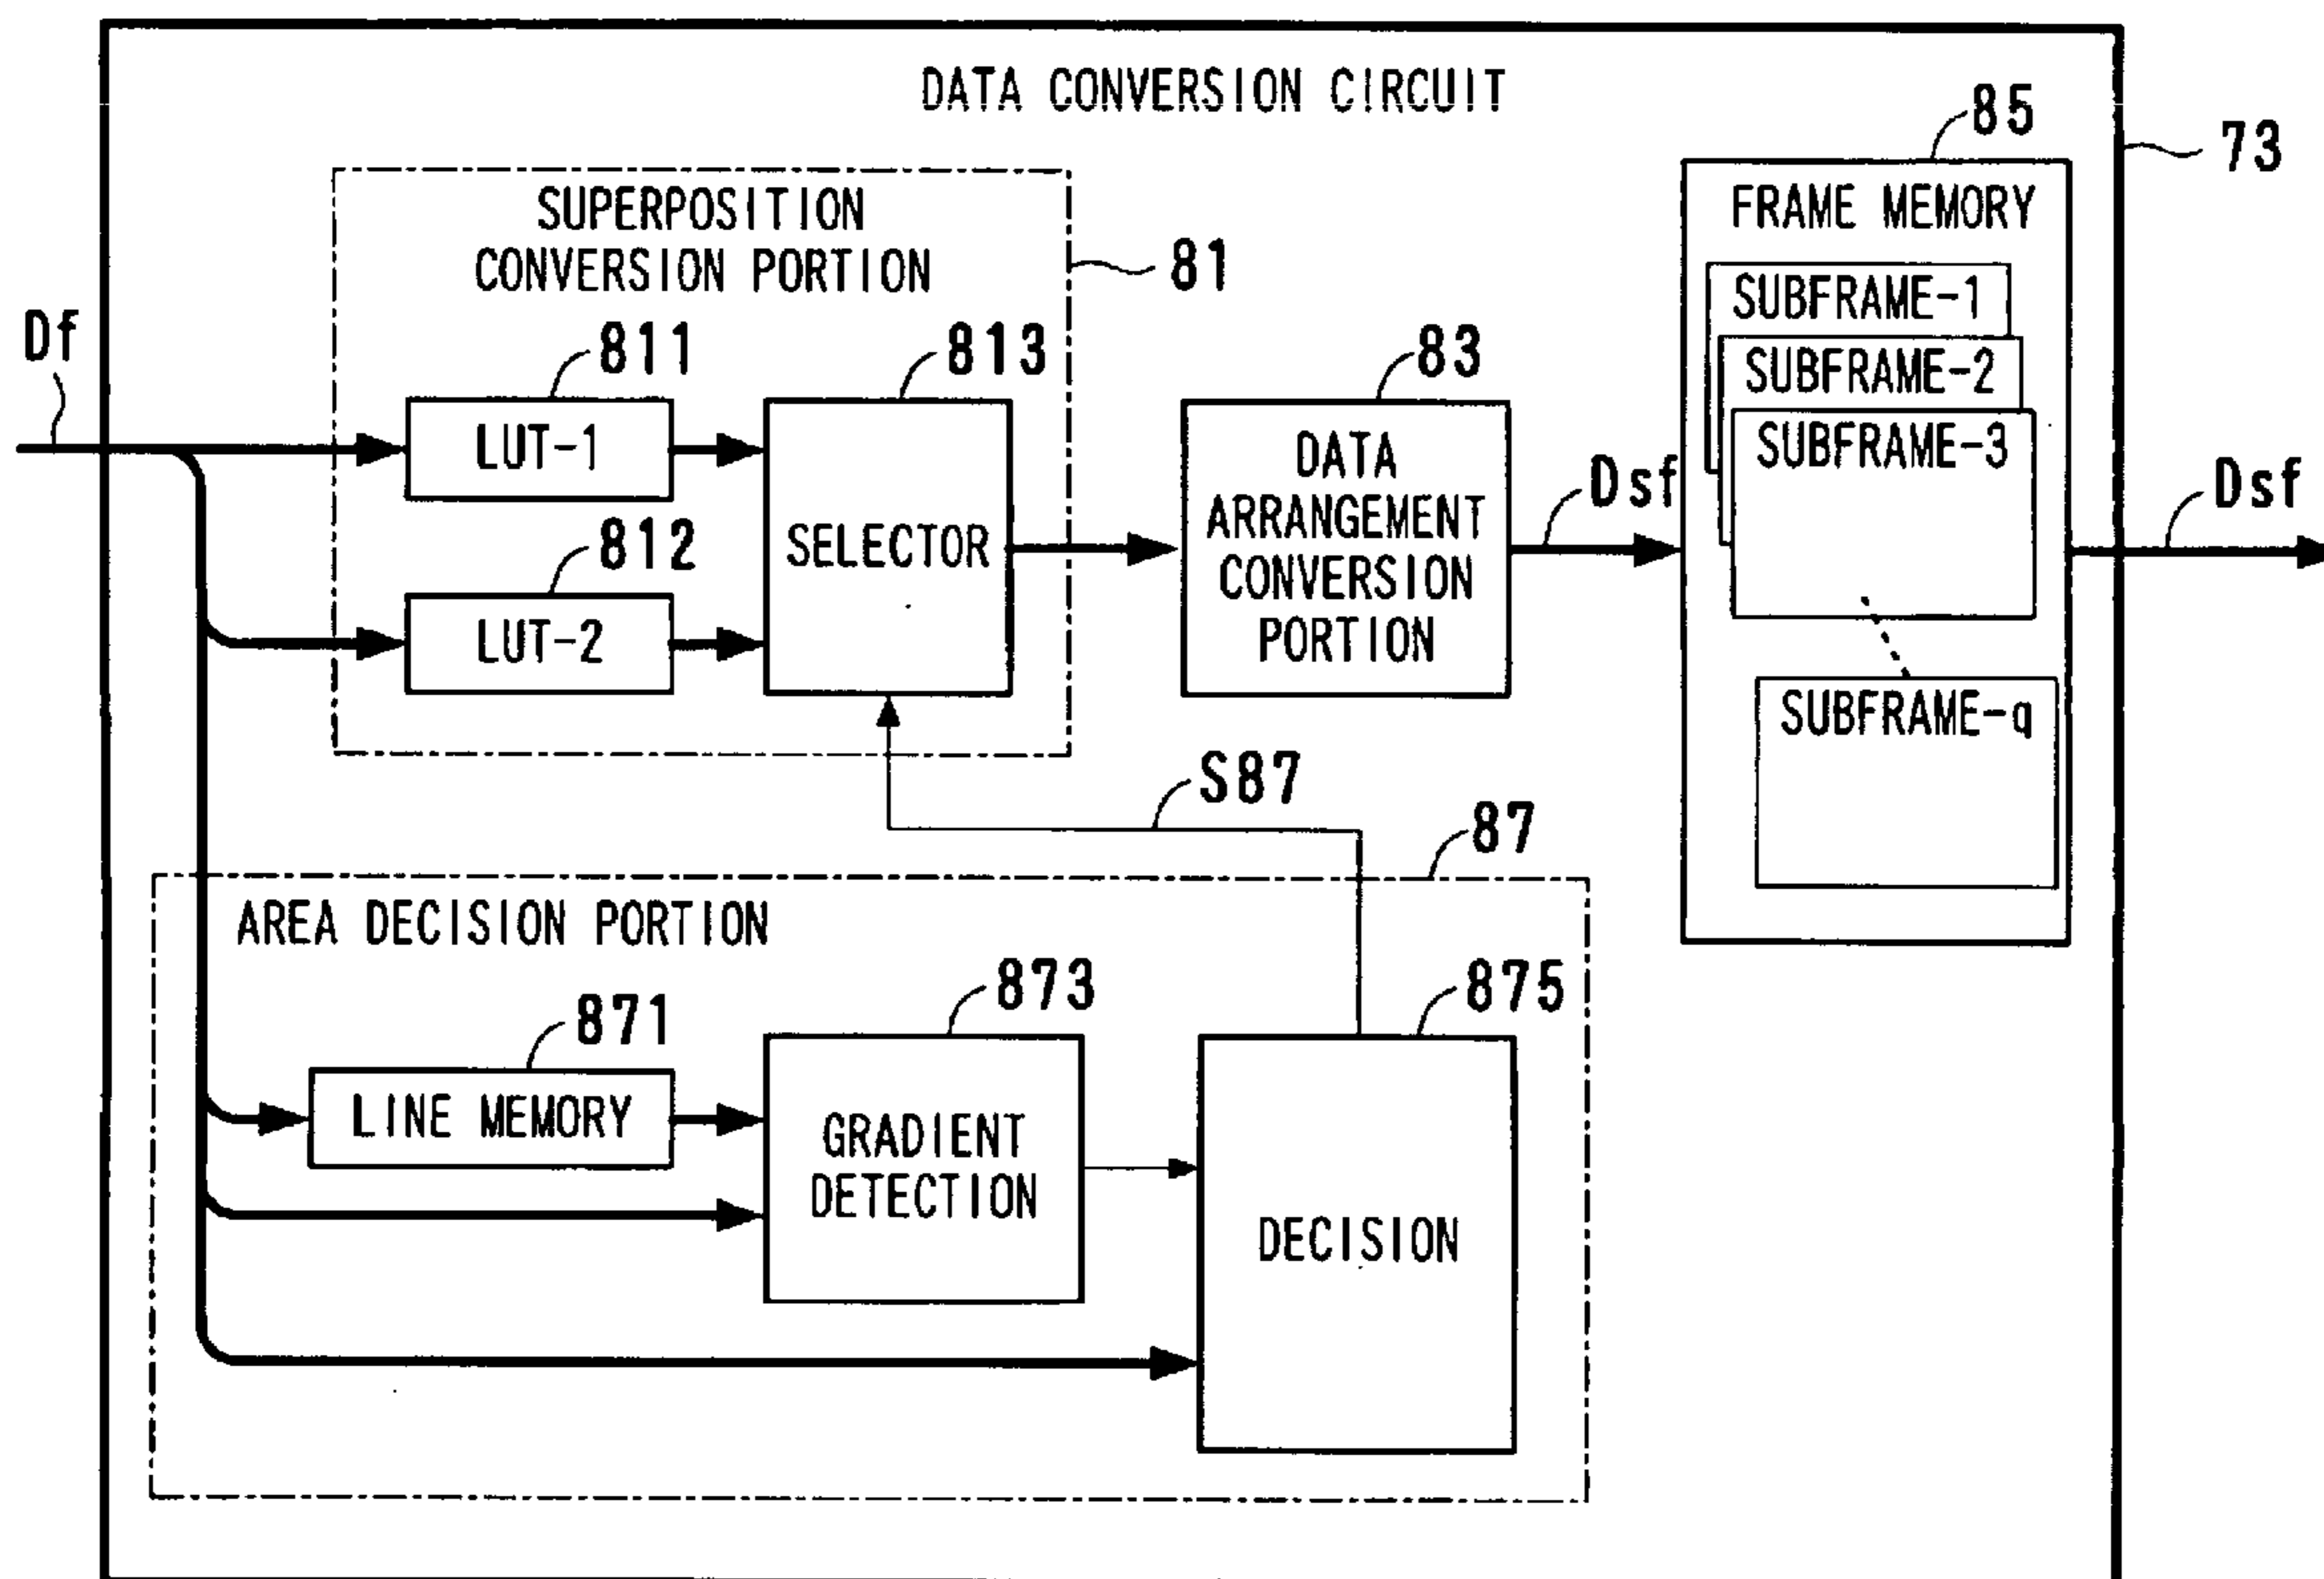 DATA CONVERSION CIRCUIT
85
73
SUPERPOSITION
CONVERSION PORTION
81
FRAME MEMORY
SUBFRAME-1
SUBFRAME-2
SUBFRAME-3
SUBFRAME-q
Df
811
813
83
LUT-1
812
LUT-2
SELECTOR
DATA
ARRANGEMENT
CONVERSION
PORTION
Dsf
Dsf
S87
87
AREA DECISION PORTION
871
873
875
LINE MEMORY
GRADIENT
DETECTION
DECISION